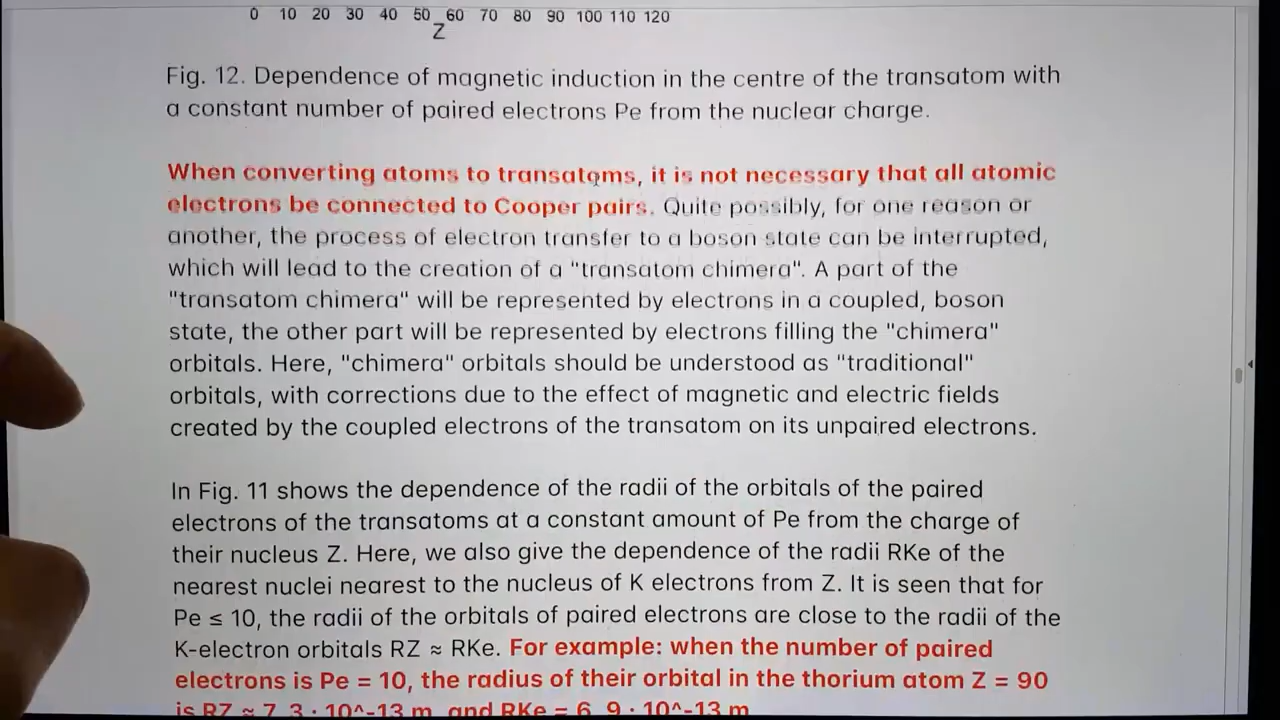 0 10 20 30 40 50 60 70 80 90 100 110 120
Z
Fig. 12. Dependence of magnetic induction in the centre of the transatom with
a constant number of paired electrons Pe from the nuclear charge.
When converting atoms to transatoms, it is not necessary that all atomic
electrons be connected to Cooper pairs. Quite possibly, for one reason or
another, the process of electron transfer to a boson state can be interrupted,
which will lead to the creation of a "transatom chimera". A part of the
"transatom chimera" will be represented by electrons in a coupled, boson
state, the other part will be represented by electrons filling the "chimera"
orbitals. Here, "chimera" orbitals should be understood as "traditional"
orbitals, with corrections due to the effect of magnetic and electric fields
created by the coupled electrons of the transatom on its unpaired electrons.
In Fig. 11 shows the dependence of the radii of the orbitals of the paired
electrons of the transatoms at a constant amount of Pe from the charge of
their nucleus Z. Here, we also give the dependence of the radii RKe of the
nearest nuclei nearest to the nucleus of K electrons from Z. It is seen that for
Pe ≤ 10, the radii of the orbitals of paired electrons are close to the radii of the
K-electron orbitals RZ ≈ RKe. For example: when the number of paired
electrons is Pe = 10, the radius of their orbital in the thorium atom Z = 90
is RZ ≈ 7, 3 · 10^-13 m, and RKe = 6, 9 · 10^-13 m